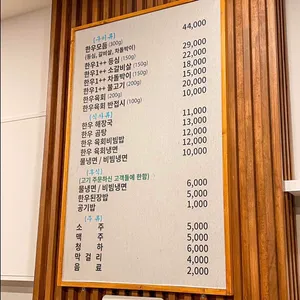 [구이류]
한우모듬 (300g) 44,000
(등심, 갈비살, 차돌박이)
한우1++ 등심 (150g) 29,000
한우1++ 소갈비살 (150g) 22,000
한우1++ 차돌박이 (150g) 18,000
한우1++ 불고기 (200g) 15,000
한우육회 (200g) 20,000
한우육회 반접시 (100g) 10,000
[식사류]
한우 해장국 11,000
한우 곰탕 13,000
한우 육회비빔밥 12,000
한우 육회냉면 12,000
물냉면 / 비빔냉면 10,000
[후식]
(고기 주문하신 고객들에 한함)
물냉면 / 비빔냉면 6,000
한우된장밥 5,000
공기밥 1,000
[주 류]
소 주 5,000
맥 주 5,000
청 하 6,000
막 걸 리 4,000
음 료 2,000